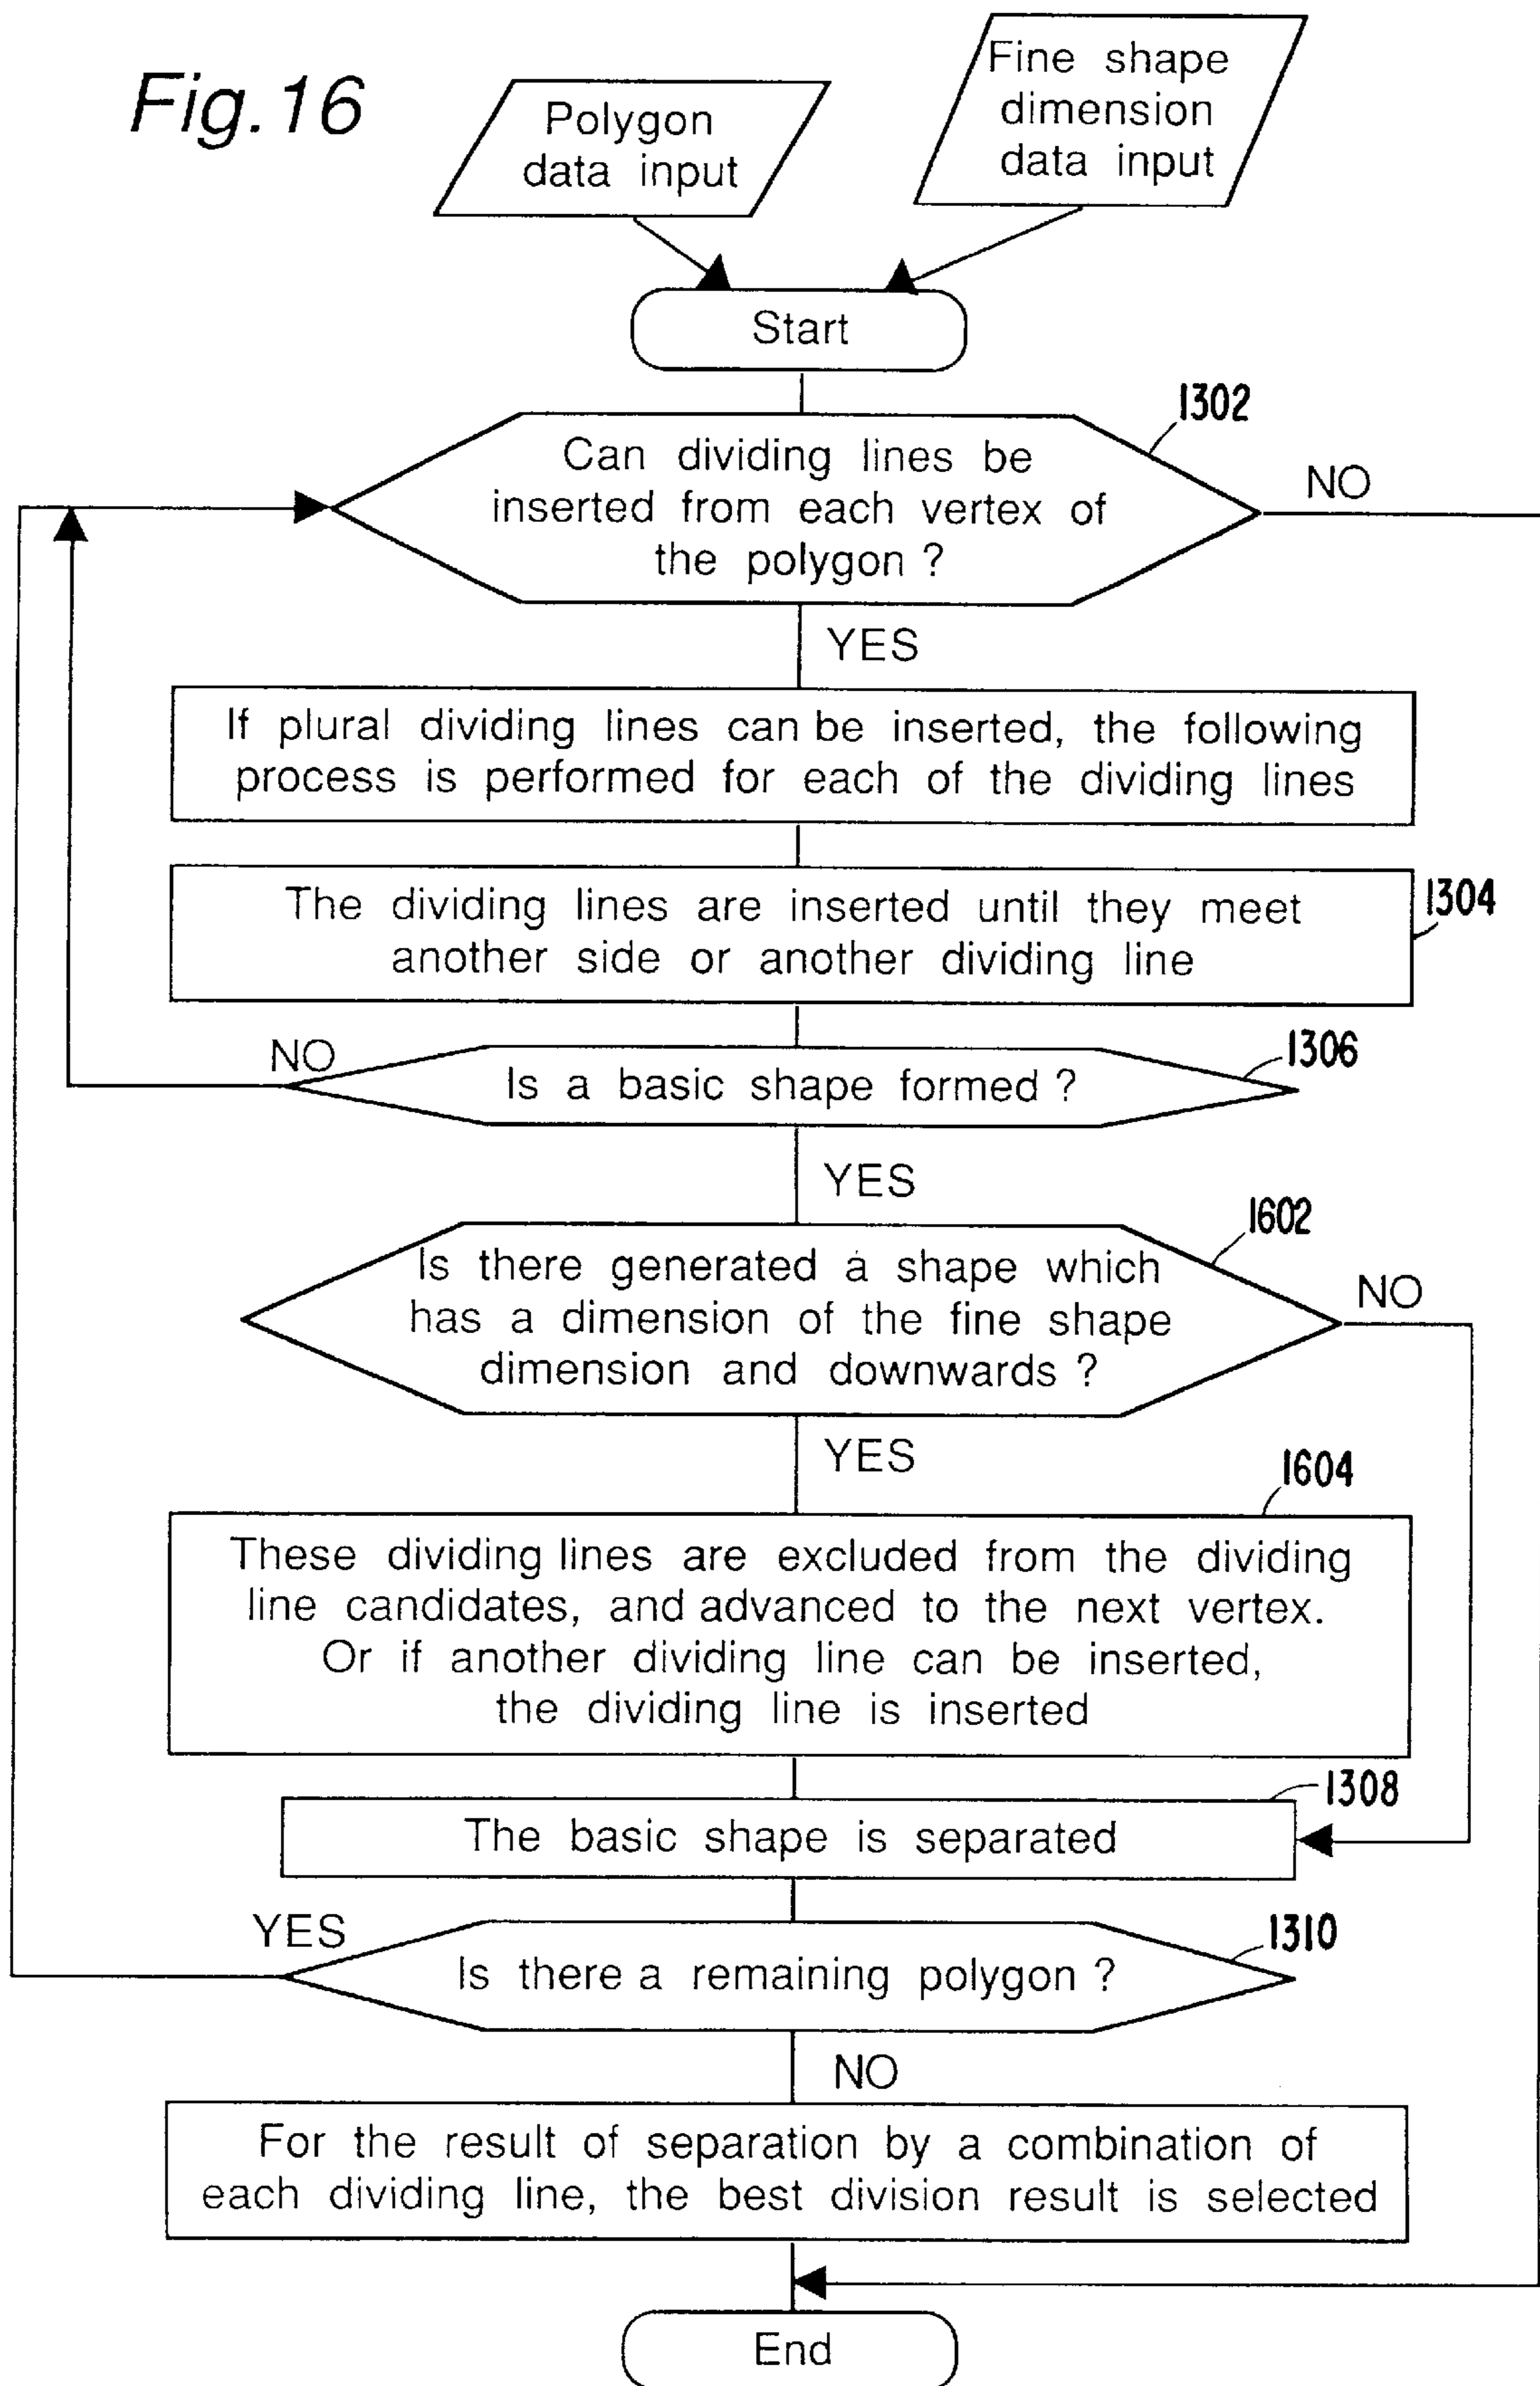 Fig.16
Polygon
data input
Fine shape
dimension
data input
Start
1302
Can dividing lines be
inserted from each vertex of
the polygon ?
NO
YES
If plural dividing lines can be inserted, the following
process is performed for each of the dividing lines
The dividing lines are inserted until they meet
another side or another dividing line
1304
NO
Is a basic shape formed ?
1306
YES
1602
Is there generated a shape which
has a dimension of the fine shape
dimension and downwards ?
NO
YES
1604
These dividing lines are excluded from the dividing
line candidates, and advanced to the next vertex.
Or if another dividing line can be inserted,
the dividing line is inserted
1308
The basic shape is separated
YES
1310
Is there a remaining polygon ?
NO
For the result of separation by a combination of
each dividing line, the best division result is selected
End